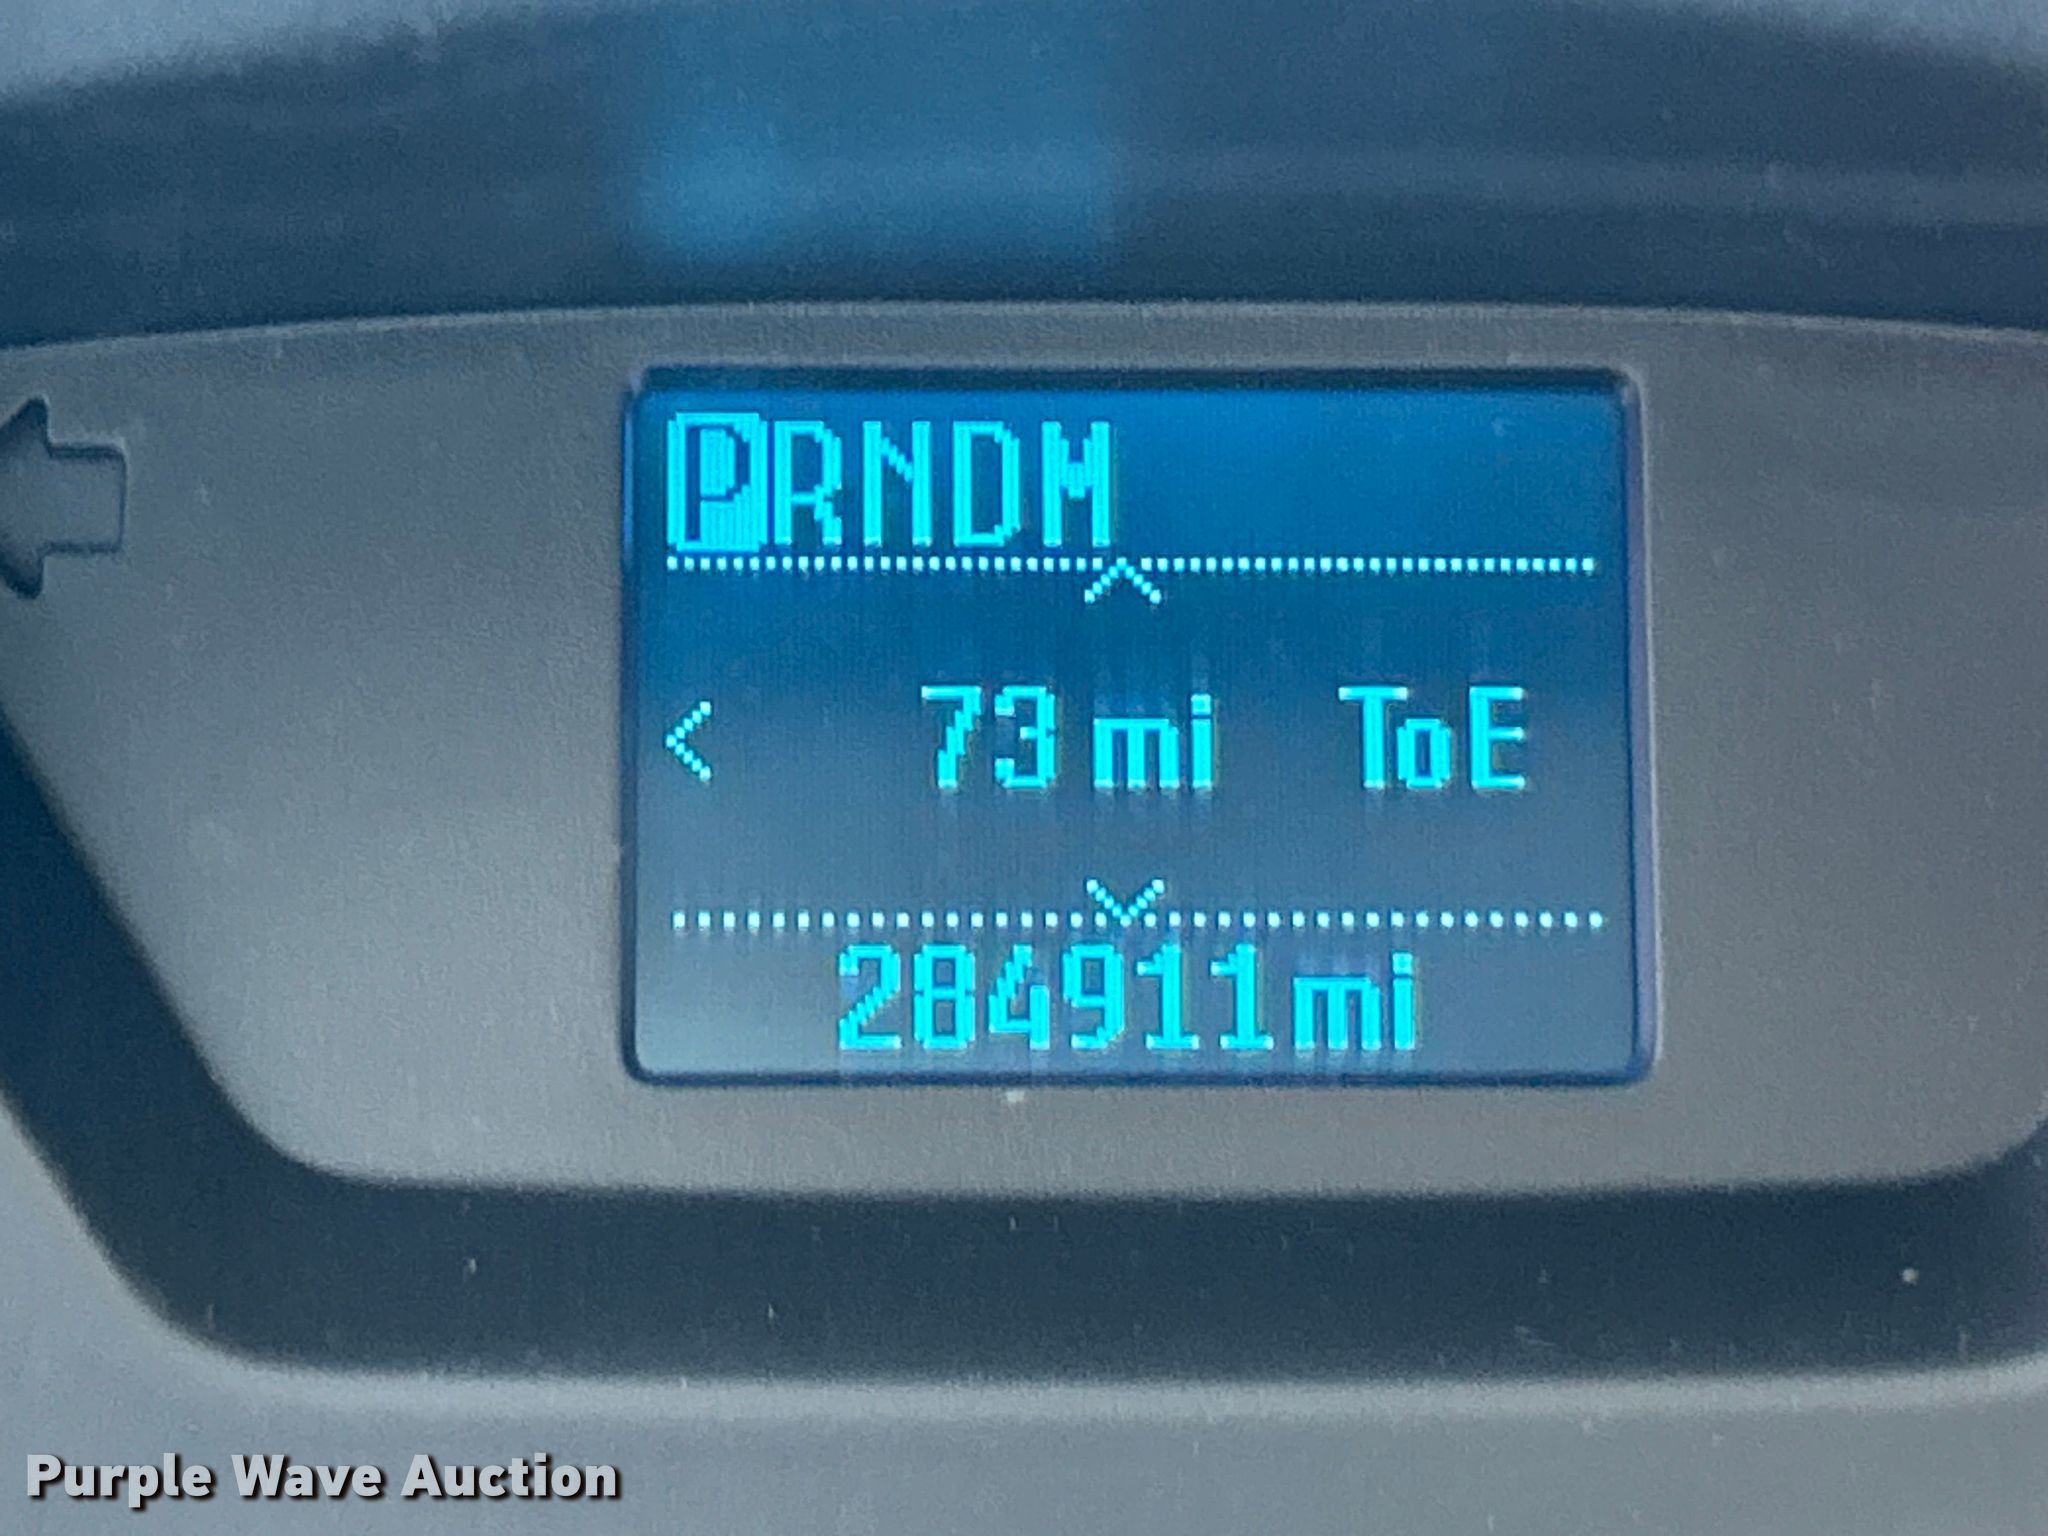 PRNDM
73 mi ToE
284911mi
Purple Wave Auction